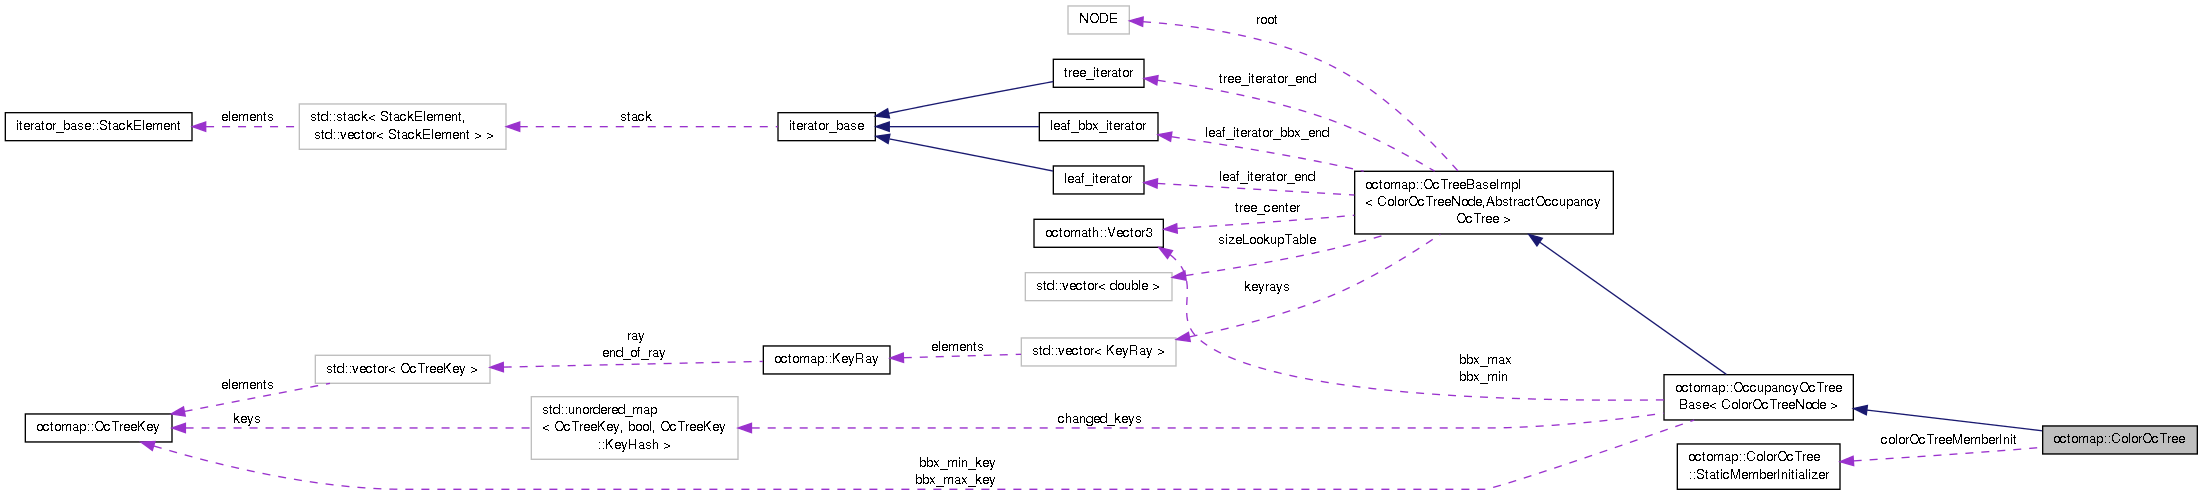 NODE
root
tree_iterator
tree_iterator_end
iterator_base::StackElement
elements
std::stack< StackElement,
std::vector< StackElement > >
stack
iterator_base
leaf_bbx_iterator
leaf_iterator_bbx_end
leaf_iterator
leaf_iterator_end
octomap::OcTreeBaseImpl
< ColorOcTreeNode,AbstractOccupancy
OcTree >
octomath::Vector3
tree_center
sizeLookupTable
std::vector< double >
keyrays
ray
end_of_ray
octomap::KeyRay
elements
std::vector< KeyRay >
std::vector< OcTreeKey >
elements
bbx_max
bbx_min
octomap::OccupancyOcTree
Base< ColorOcTreeNode >
octomap::OcTreeKey
keys
std::unordered_map
< OcTreeKey, bool, OcTreeKey
::KeyHash >
changed_keys
colorOcTreeMemberInit
octomap::ColorOcTree
octomap::ColorOcTree
::StaticMemberInitializer
bbx_min_key
bbx_max_key